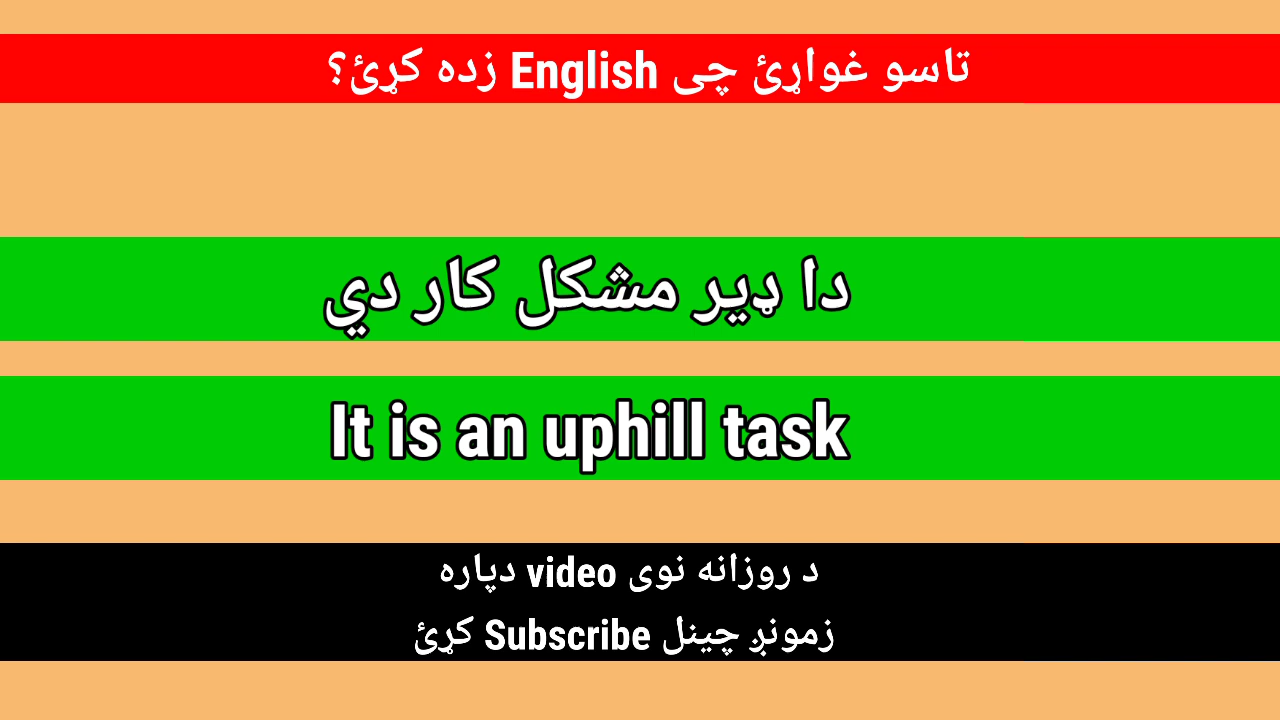 تاسو غواړئ چی English زده کړئ؟
دا ډیر مشکل کار دي
It is an uphill task
د روزانه نوی video دپاره
زمونږ چینل Subscribe کړئ